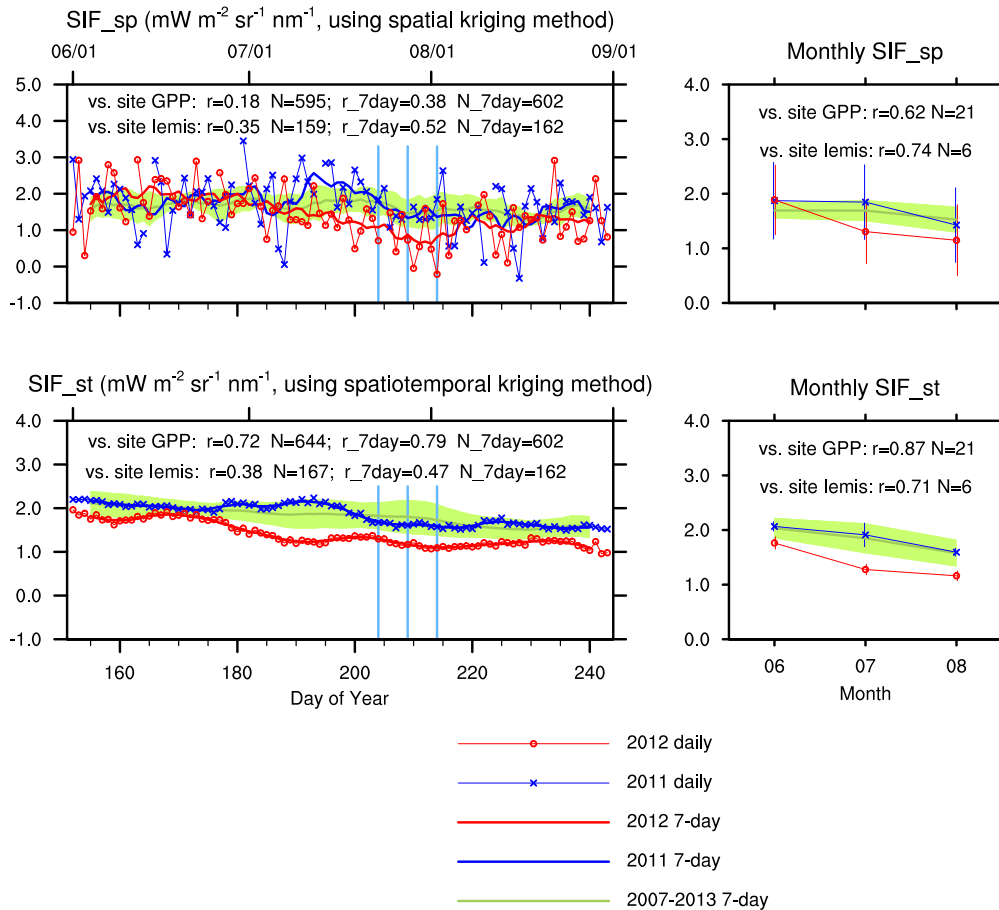 SIF_sp (mW m⁻² sr⁻¹ nm⁻¹, using spatial kriging method)
06/01 07/01 08/01 09/01
5.0
4.0
3.0
2.0
1.0
0.0
-1.0
vs. site GPP: r=0.18 N=595; r_7day=0.38 N_7day=602
vs. site Iemis: r=0.35 N=159; r_7day=0.52 N_7day=162
Monthly SIF_sp
4.0
3.0
2.0
1.0
0.0
vs. site GPP: r=0.62 N=21
vs. site Iemis: r=0.74 N=6
SIF_st (mW m⁻² sr⁻¹ nm⁻¹, using spatiotemporal kriging method)
4.0
3.0
2.0
1.0
0.0
-1.0
vs. site GPP: r=0.72 N=644; r_7day=0.79 N_7day=602
vs. site Iemis: r=0.38 N=167; r_7day=0.47 N_7day=162
160 180 200 220 240
Day of Year
Monthly SIF_st
4.0
3.0
2.0
1.0
0.0
vs. site GPP: r=0.87 N=21
vs. site Iemis: r=0.71 N=6
06 07 08
Month
2012 daily
2011 daily
2012 7-day
2011 7-day
2007-2013 7-day